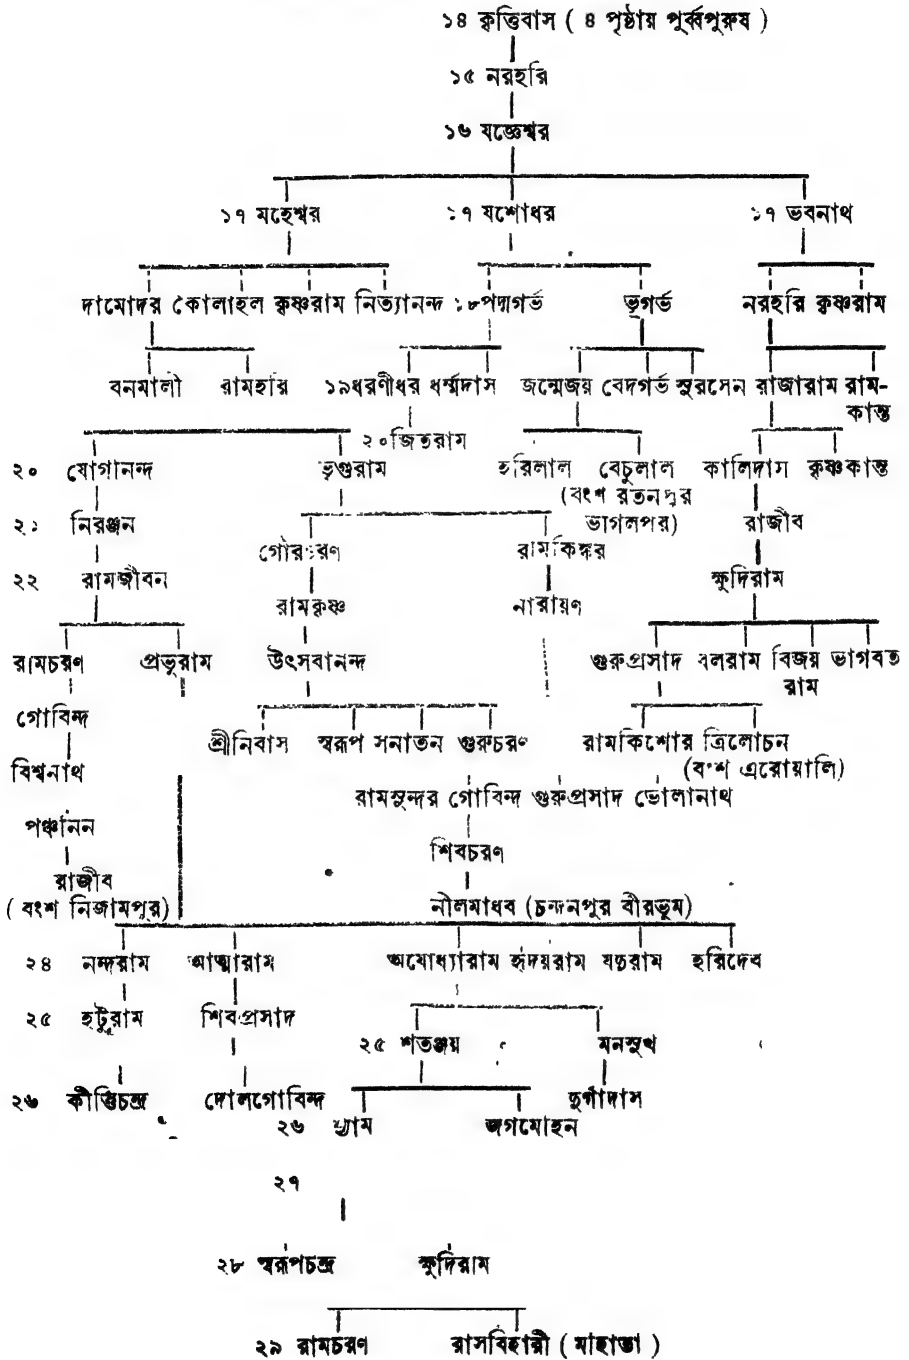 ১৪ কৃত্তিবাস ( ৪ পৃষ্ঠায় পূর্ব্বপুরুষ )
১৫ নরহরি
১৬ যজ্ঞেশ্বর
১৭ মহেশ্বর ১৭ যশোধর ১৭ ভবনাথ
দামোদর কোলাহল কৃষ্ণরাম নিত্যানন্দ ১৮পদ্মগর্ভ ভূগর্ভ নরহরি কৃষ্ণরাম
বনমালী রামহরি ১৯ধরণীধর ধর্ম্মদাস জন্মেজয় বেদগর্ভ সুরসেন রাজারাম রাম-
কান্ত
২০জিতরাম
২০ যোগানন্দ ভৃগুরাম হরিলাল বেচুলাল কালিদাস কৃষ্ণকান্ত
(বংশ রতনপুর
২১ নিরঞ্জন ভাগলপর) রাজীব
গৌরচরণ রামকিঙ্কর
২২ রামজীবন ক্ষুদিরাম
রামকৃষ্ণ নারায়ণ
রামচরণ প্রভুরাম উৎসবানন্দ গুরুপ্রসাদ বলরাম বিজয় ভাগবত
রাম
গোবিন্দ
শ্রীনিবাস স্বরূপ সনাতন গুরুচরণ রামকিশোর ত্রিলোচন
বিশ্বনাথ (বংশ এরোয়ালি)
রামসুন্দর গোবিন্দ গুরুপ্রসাদ ভোলানাথ
পঞ্চানন
শিবচরণ
রাজীব
( বংশ নিজামপুর) নীলমাধব (চন্দনপুর বীরভূম)
২৪ নন্দরাম আত্মারাম অযোধ্যারাম হৃদয়রাম যদুরাম হরিদেব
২৫ হটুরাম শিবপ্রসাদ
২৫ শতঞ্জয় মনসুখ
২৬ কীর্ত্তিচন্দ্র দোলগোবিন্দ দুর্গাদাস
২৬ শ্যাম জগমোহন
২৭
২৮ স্বরূপচন্দ্র ক্ষুদিরাম
২৯ রামচরণ রাসবিহারী ( মাহাতা )